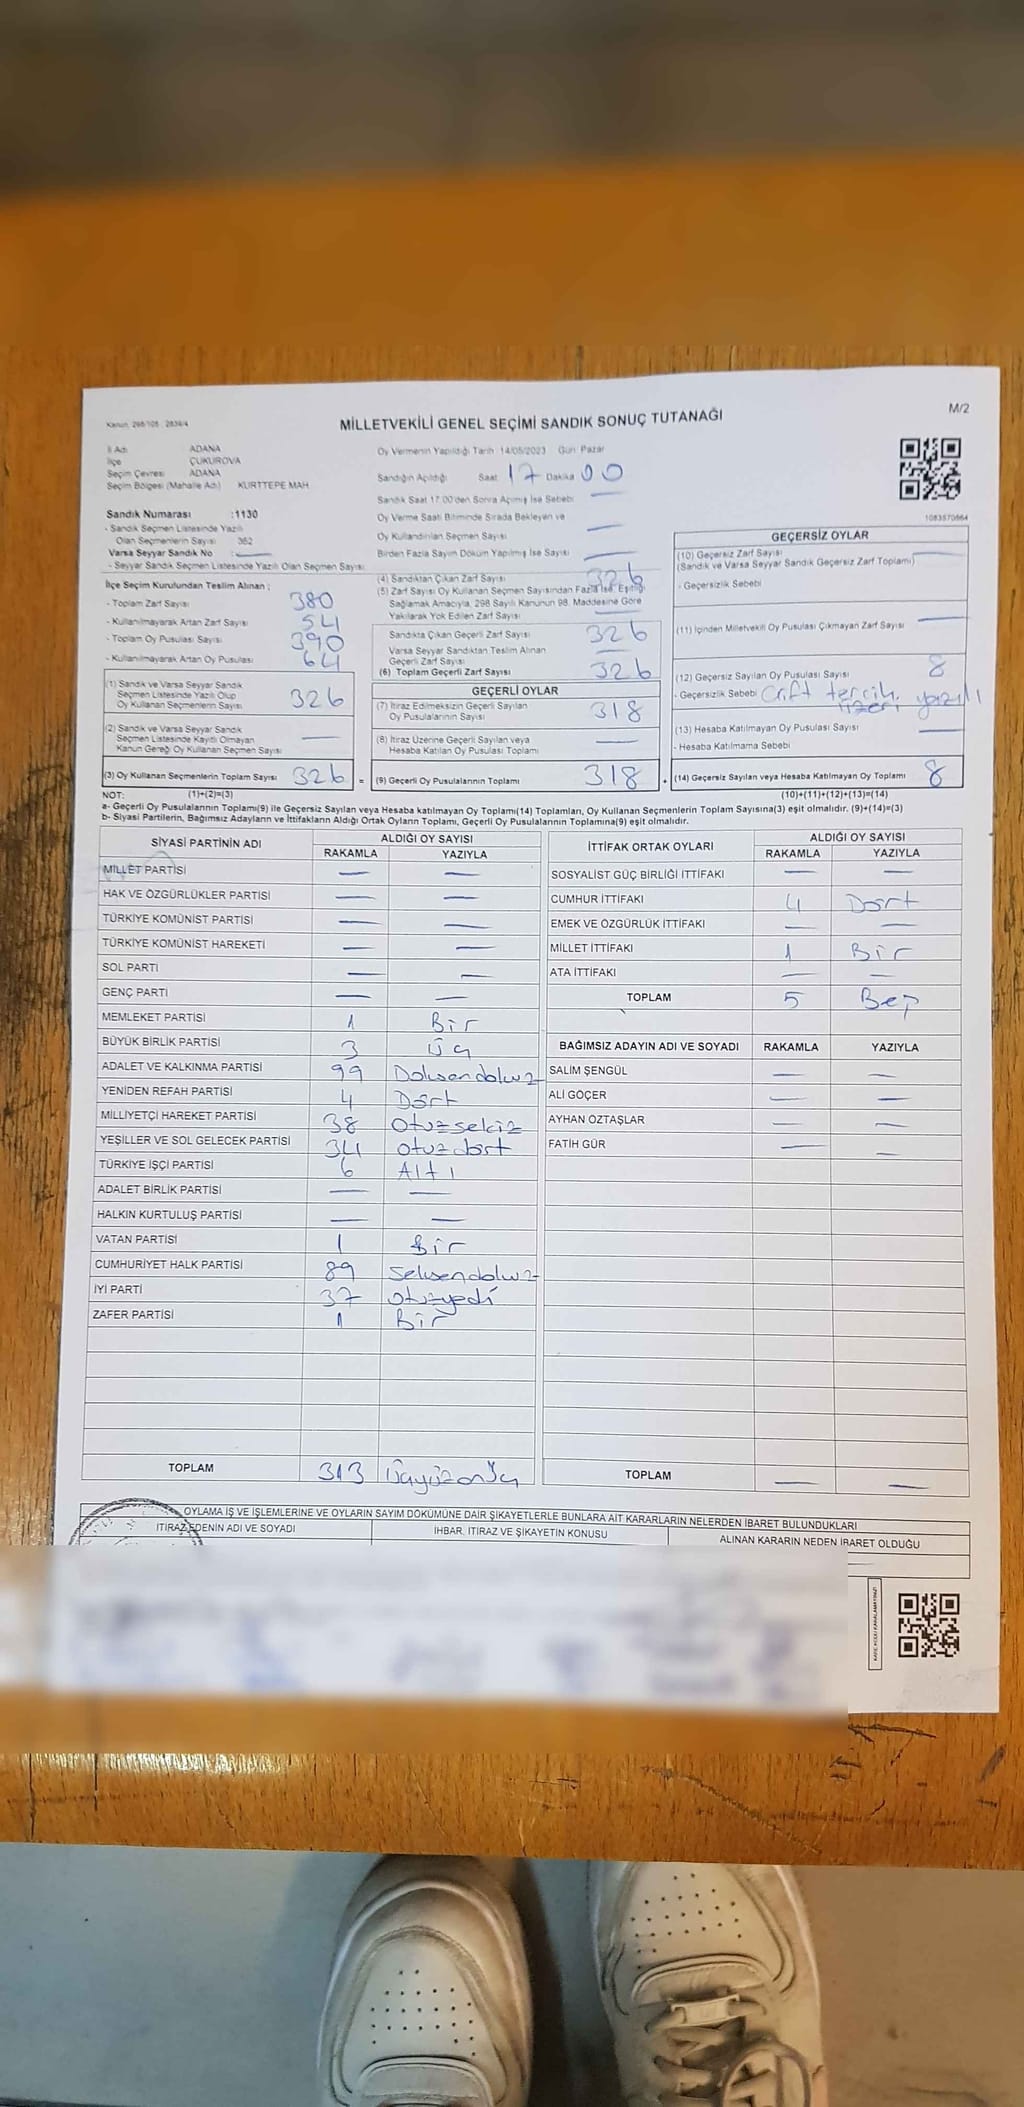 Kanun: 298/105 , 2839/4
MİLLETVEKİLİ GENEL SEÇİMİ SANDIK SONUÇ TUTANAĞI
M/2
İl Adı ADANA
İlçe ÇUKUROVA
Seçim Çevresi ADANA
Seçim Bölgesi (Mahalle Adı) KURTTEPE MAH
Sandık Numarası :1130
- Sandık Seçmen Listesinde Yazılı
Olan Seçmenlerin Sayısı 362
Varsa Seyyar Sandık No :
- Seyyar Sandık Seçmen Listesinde Yazılı Olan Seçmen Sayısı
Oy Vermenin Yapıldığı Tarih 14/05/2023 Gün Pazar
Sandığın Açıldığı Saat 17 Dakika 00
Sandık Saat 17:00'den Sonra Açılmış İse Sebebi
Oy Verme Saati Bitiminde Sırada Bekleyen ve
Oy Kullandırılan Seçmen Sayısı
Birden Fazla Sayım Döküm Yapılmış İse Sayısı
1083570864
İlçe Seçim Kurulundan Teslim Alınan ;
- Toplam Zarf Sayısı 380
- Kullanılmayarak Artan Zarf Sayısı 54
- Toplam Oy Pusulası Sayısı 390
- Kullanılmayarak Artan Oy Pusulası 64
(1) Sandık ve Varsa Seyyar Sandık
Seçmen Listesinde Yazılı Olup
Oy Kullanan Seçmenlerin Sayısı 326
(2) Sandık ve Varsa Seyyar Sandık
Seçmen Listesinde Kayıtlı Olmayan
Kanun Gereği Oy Kullanan Seçmen Sayısı
(3) Oy Kullanan Seçmenlerin Toplam Sayısı 326 =
(4) Sandıktan Çıkan Zarf Sayısı 326
(5) Zarf Sayısı Oy Kullanan Seçmen Sayısından Fazla İse, Eşitliği
Sağlamak Amacıyla, 298 Sayılı Kanunun 98. Maddesine Göre
Yakılarak Yok Edilen Zarf Sayısı
Sandıkta Çıkan Geçerli Zarf Sayısı 326
Varsa Seyyar Sandıktan Teslim Alınan
Geçerli Zarf Sayısı
(6) Toplam Geçerli Zarf Sayısı 326
GEÇERLİ OYLAR
(7) İtiraz Edilmeksizin Geçerli Sayılan
Oy Pusulalarının Sayısı 318
(8) İtiraz Üzerine Geçerli Sayılan veya
Hesaba Katılan Oy Pusulası Toplamı
(9) Geçerli Oy Pusulalarının Toplamı 318 +
GEÇERSİZ OYLAR
(10) Geçersiz Zarf Sayısı
(Sandık ve Varsa Seyyar Sandık Geçersiz Zarf Toplamı)
- Geçersizlik Sebebi
(11) İçinden Milletvekili Oy Pusulası Çıkmayan Zarf Sayısı
(12) Geçersiz Sayılan Oy Pusulası Sayısı 8
- Geçersizlik Sebebi Çift tercih, üzeri yazılı
(13) Hesaba Katılmayan Oy Pusulası Sayısı
- Hesaba Katılmama Sebebi
(14) Geçersiz Sayılan veya Hesaba Katılmayan Oy Toplamı 8
NOT: (1)+(2)=(3)
(10)+(11)+(12)+(13)=(14)
a- Geçerli Oy Pusulalarının Toplamı(9) ile Geçersiz Sayılan veya Hesaba katılmayan Oy Toplamı(14) Toplamları, Oy Kullanan Seçmenlerin Toplam Sayısına(3) eşit olmalıdır. (9)+(14)=(3)
b- Siyasi Partilerin, Bağımsız Adayların ve İttifakların Aldığı Ortak Oyların Toplamı, Geçerli Oy Pusulalarının Toplamına(9) eşit olmalıdır.
SİYASİ PARTİNİN ADI ALDIĞI OY SAYISI
RAKAMLA YAZIYLA
MİLLET PARTİSİ
HAK VE ÖZGÜRLÜKLER PARTİSİ
TÜRKİYE KOMÜNİST PARTİSİ
TÜRKİYE KOMÜNİST HAREKETİ
SOL PARTİ
GENÇ PARTİ
MEMLEKET PARTİSİ 1 Bir
BÜYÜK BİRLİK PARTİSİ 3 Üç
ADALET VE KALKINMA PARTİSİ 99 Doksandokuz
YENİDEN REFAH PARTİSİ 4 Dört
MİLLİYETÇİ HAREKET PARTİSİ 38 Otuzsekiz
YEŞİLLER VE SOL GELECEK PARTİSİ 34 Otuzdört
TÜRKİYE İŞÇİ PARTİSİ 6 Altı
ADALET BİRLİK PARTİSİ
HALKIN KURTULUŞ PARTİSİ
VATAN PARTİSİ 1 Bir
CUMHURİYET HALK PARTİSİ 89 Seksendokuz
İYİ PARTİ 37 Otuzyedi
ZAFER PARTİSİ 1 Bir
TOPLAM 313 Üçyüzonüç
İTTİFAK ORTAK OYLARI ALDIĞI OY SAYISI
RAKAMLA YAZIYLA
SOSYALİST GÜÇ BİRLİĞİ İTTİFAKI
CUMHUR İTTİFAKI 4 Dört
EMEK VE ÖZGÜRLÜK İTTİFAKI
MİLLET İTTİFAKI 1 Bir
ATA İTTİFAKI
TOPLAM 5 Beş
BAĞIMSIZ ADAYIN ADI VE SOYADI RAKAMLA YAZIYLA
SALİM ŞENGÜL
ALİ GÖÇER
AYHAN ÖZTAŞLAR
FATİH GÜR
TOPLAM
OYLAMA İŞ VE İŞLEMLERİNE VE OYLARIN SAYIM DÖKÜMÜNE DAİR ŞİKAYETLERLE BUNLARA AİT KARARLARIN NELERDEN İBARET BULUNDUKLARI
İTİRAZ EDENİN ADI VE SOYADI İHBAR, İTİRAZ VE ŞİKAYETİN KONUSU ALINAN KARARIN NEDEN İBARET OLDUĞU